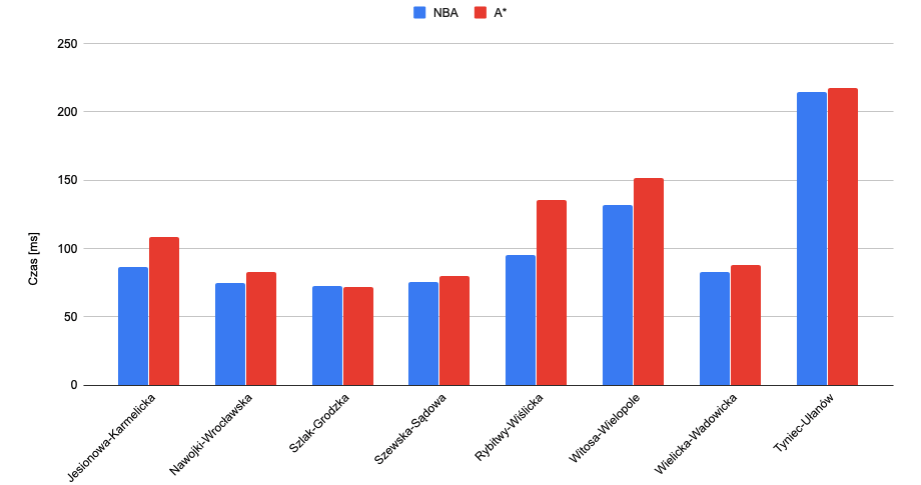 NBA A*
250
200
150
100
50
0
Czas [ms]
Jesionowa-Karmelicka
Nawojki-Wrocławska
Szlak-Grodzka
Szewska-Sądowa
Rybitwy-Wiślicka
Witosa-Wielopole
Wielicka-Wadowicka
Tyniec-Ułanów